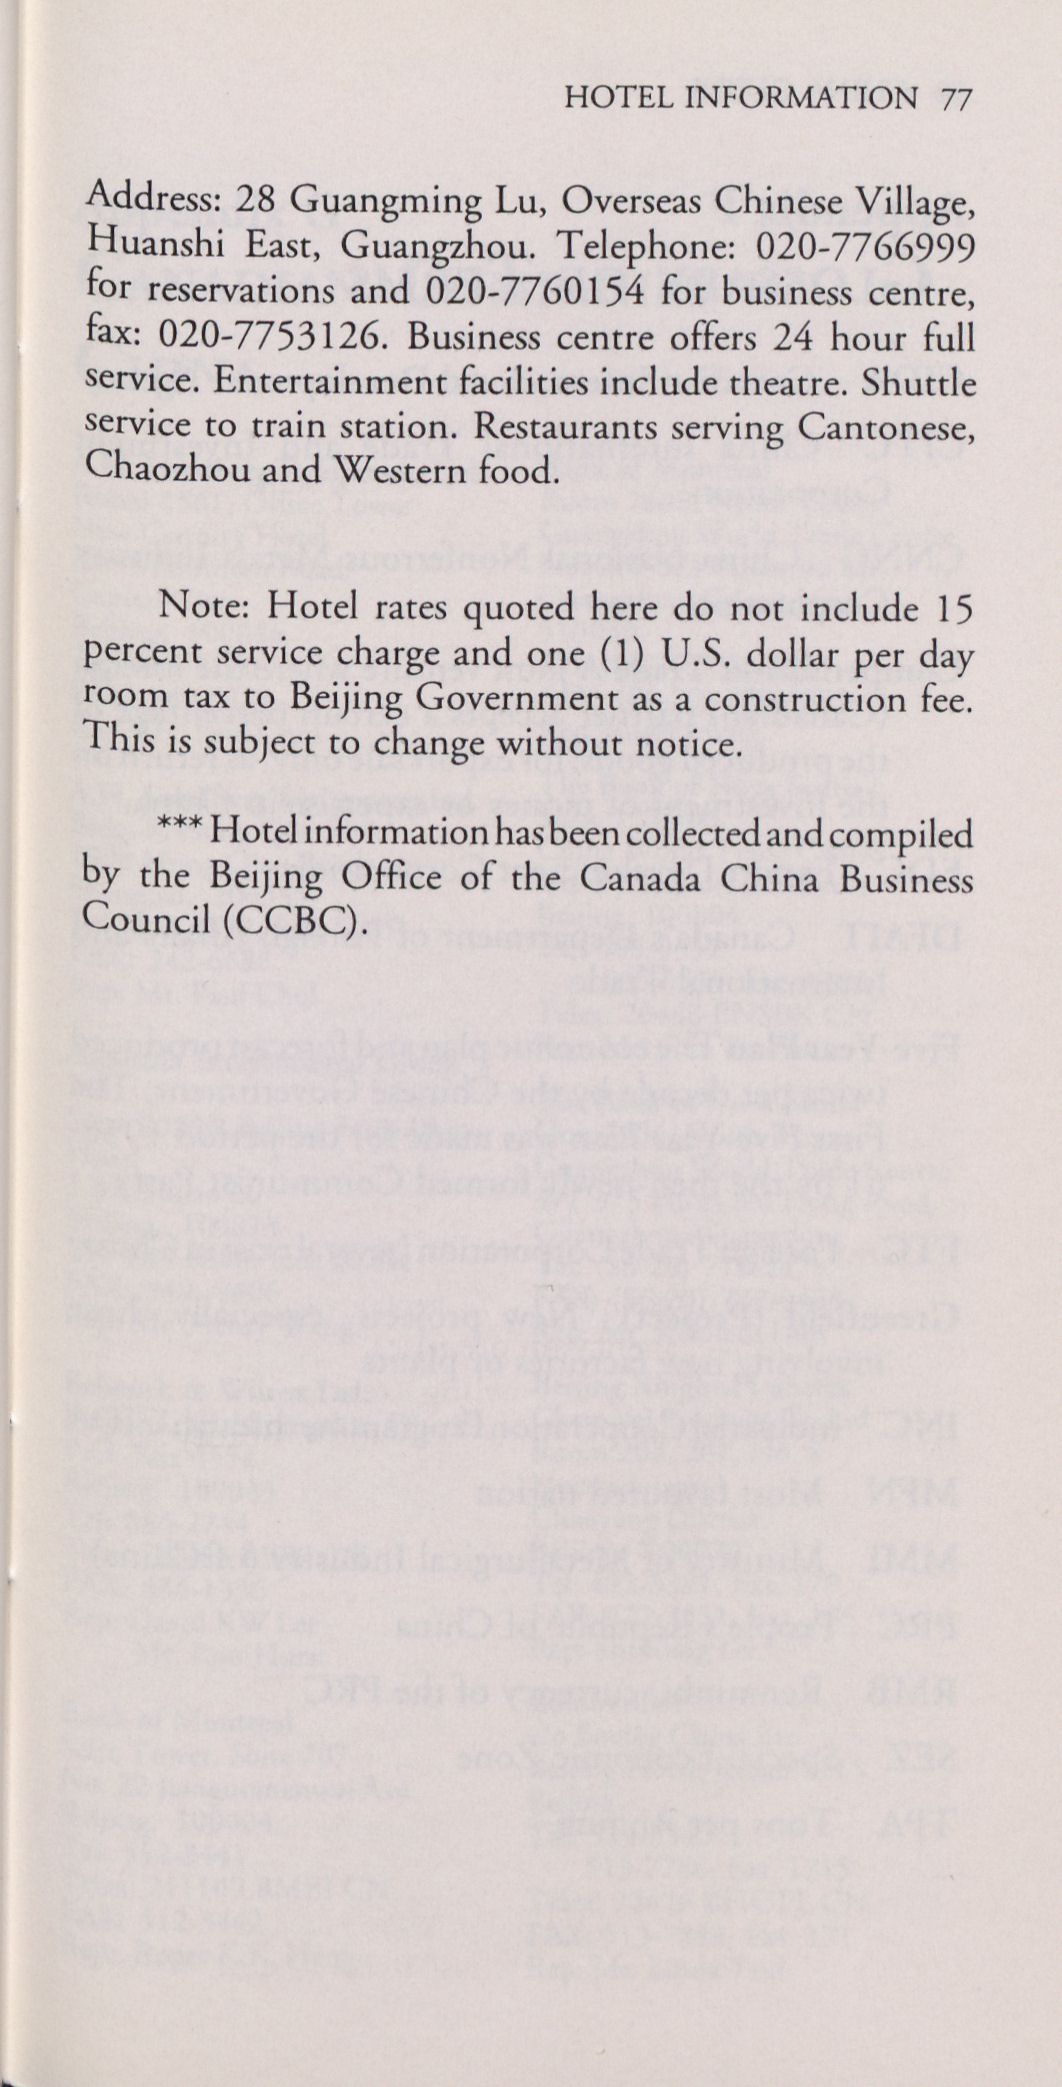 HOTEL INFORMATION 77
Address: 28 Guangming Lu, Overseas Chinese Village,
Huanshi East, Guangzhou. Telephone: 020-7766999
for reservations and 020-7760154 for business centre,
fax: 020-7753126. Business centre offers 24 hour full
service. Entertainment facilities include theatre. Shuttle
service to train station. Restaurants serving Cantonese,
Chaozhou and Western food.
Note: Hotel rates quoted here do not include 15
percent service charge and one (1) U.S. dollar per day
room tax to Beijing Government as a construction fee.
This is subject to change without notice.
*** Hotel information has been collected and compiled
by the Beijing Office of the Canada China Business
Council (CCBC).